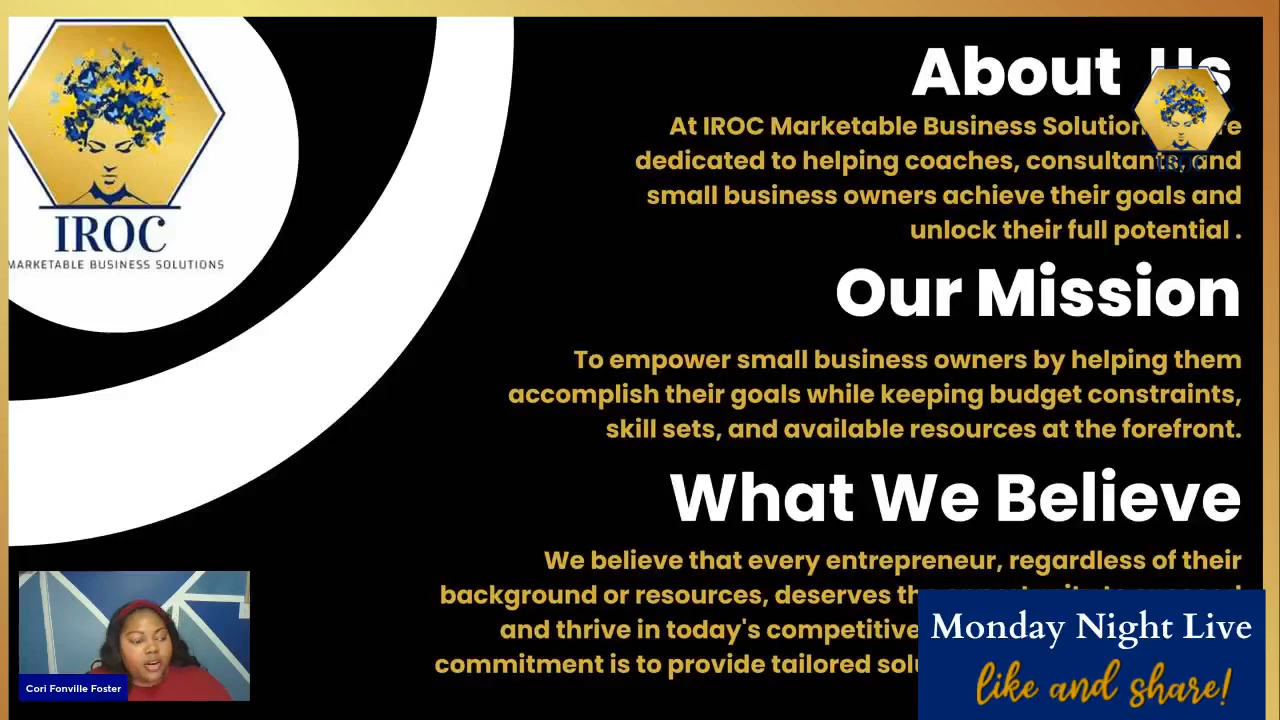 IROC
MARKETABLE BUSINESS SOLUTIONS
About Us
At IROC Marketable Business
dedicated to helping coaches, consultants, and
small business owners achieve their goals and
unlock their full potential .
Our Mission
To empower small business owners by helping them
accomplish their goals while keeping budget constraints,
skill sets, and available resources at the forefront.
What We Believe
We believe that every entrepreneur, regardless of their
background or resources, deserves
and thrive in today's competitive
commitment is to provide tailored
Cori Fonville Foster
Monday Night Live
like and share!